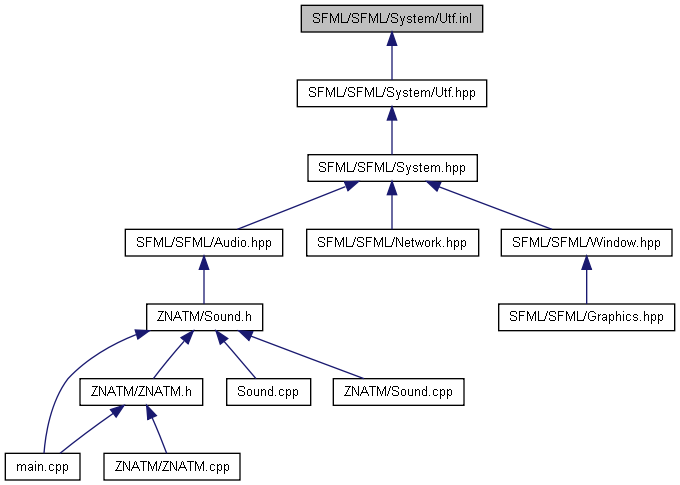 SFML/SFML/System/Utf.inl
SFML/SFML/System/Utf.hpp
SFML/SFML/System.hpp
SFML/SFML/Audio.hpp
SFML/SFML/Network.hpp
SFML/SFML/Window.hpp
ZNATM/Sound.h
SFML/SFML/Graphics.hpp
ZNATM/ZNATM.h
Sound.cpp
ZNATM/Sound.cpp
main.cpp
ZNATM/ZNATM.cpp